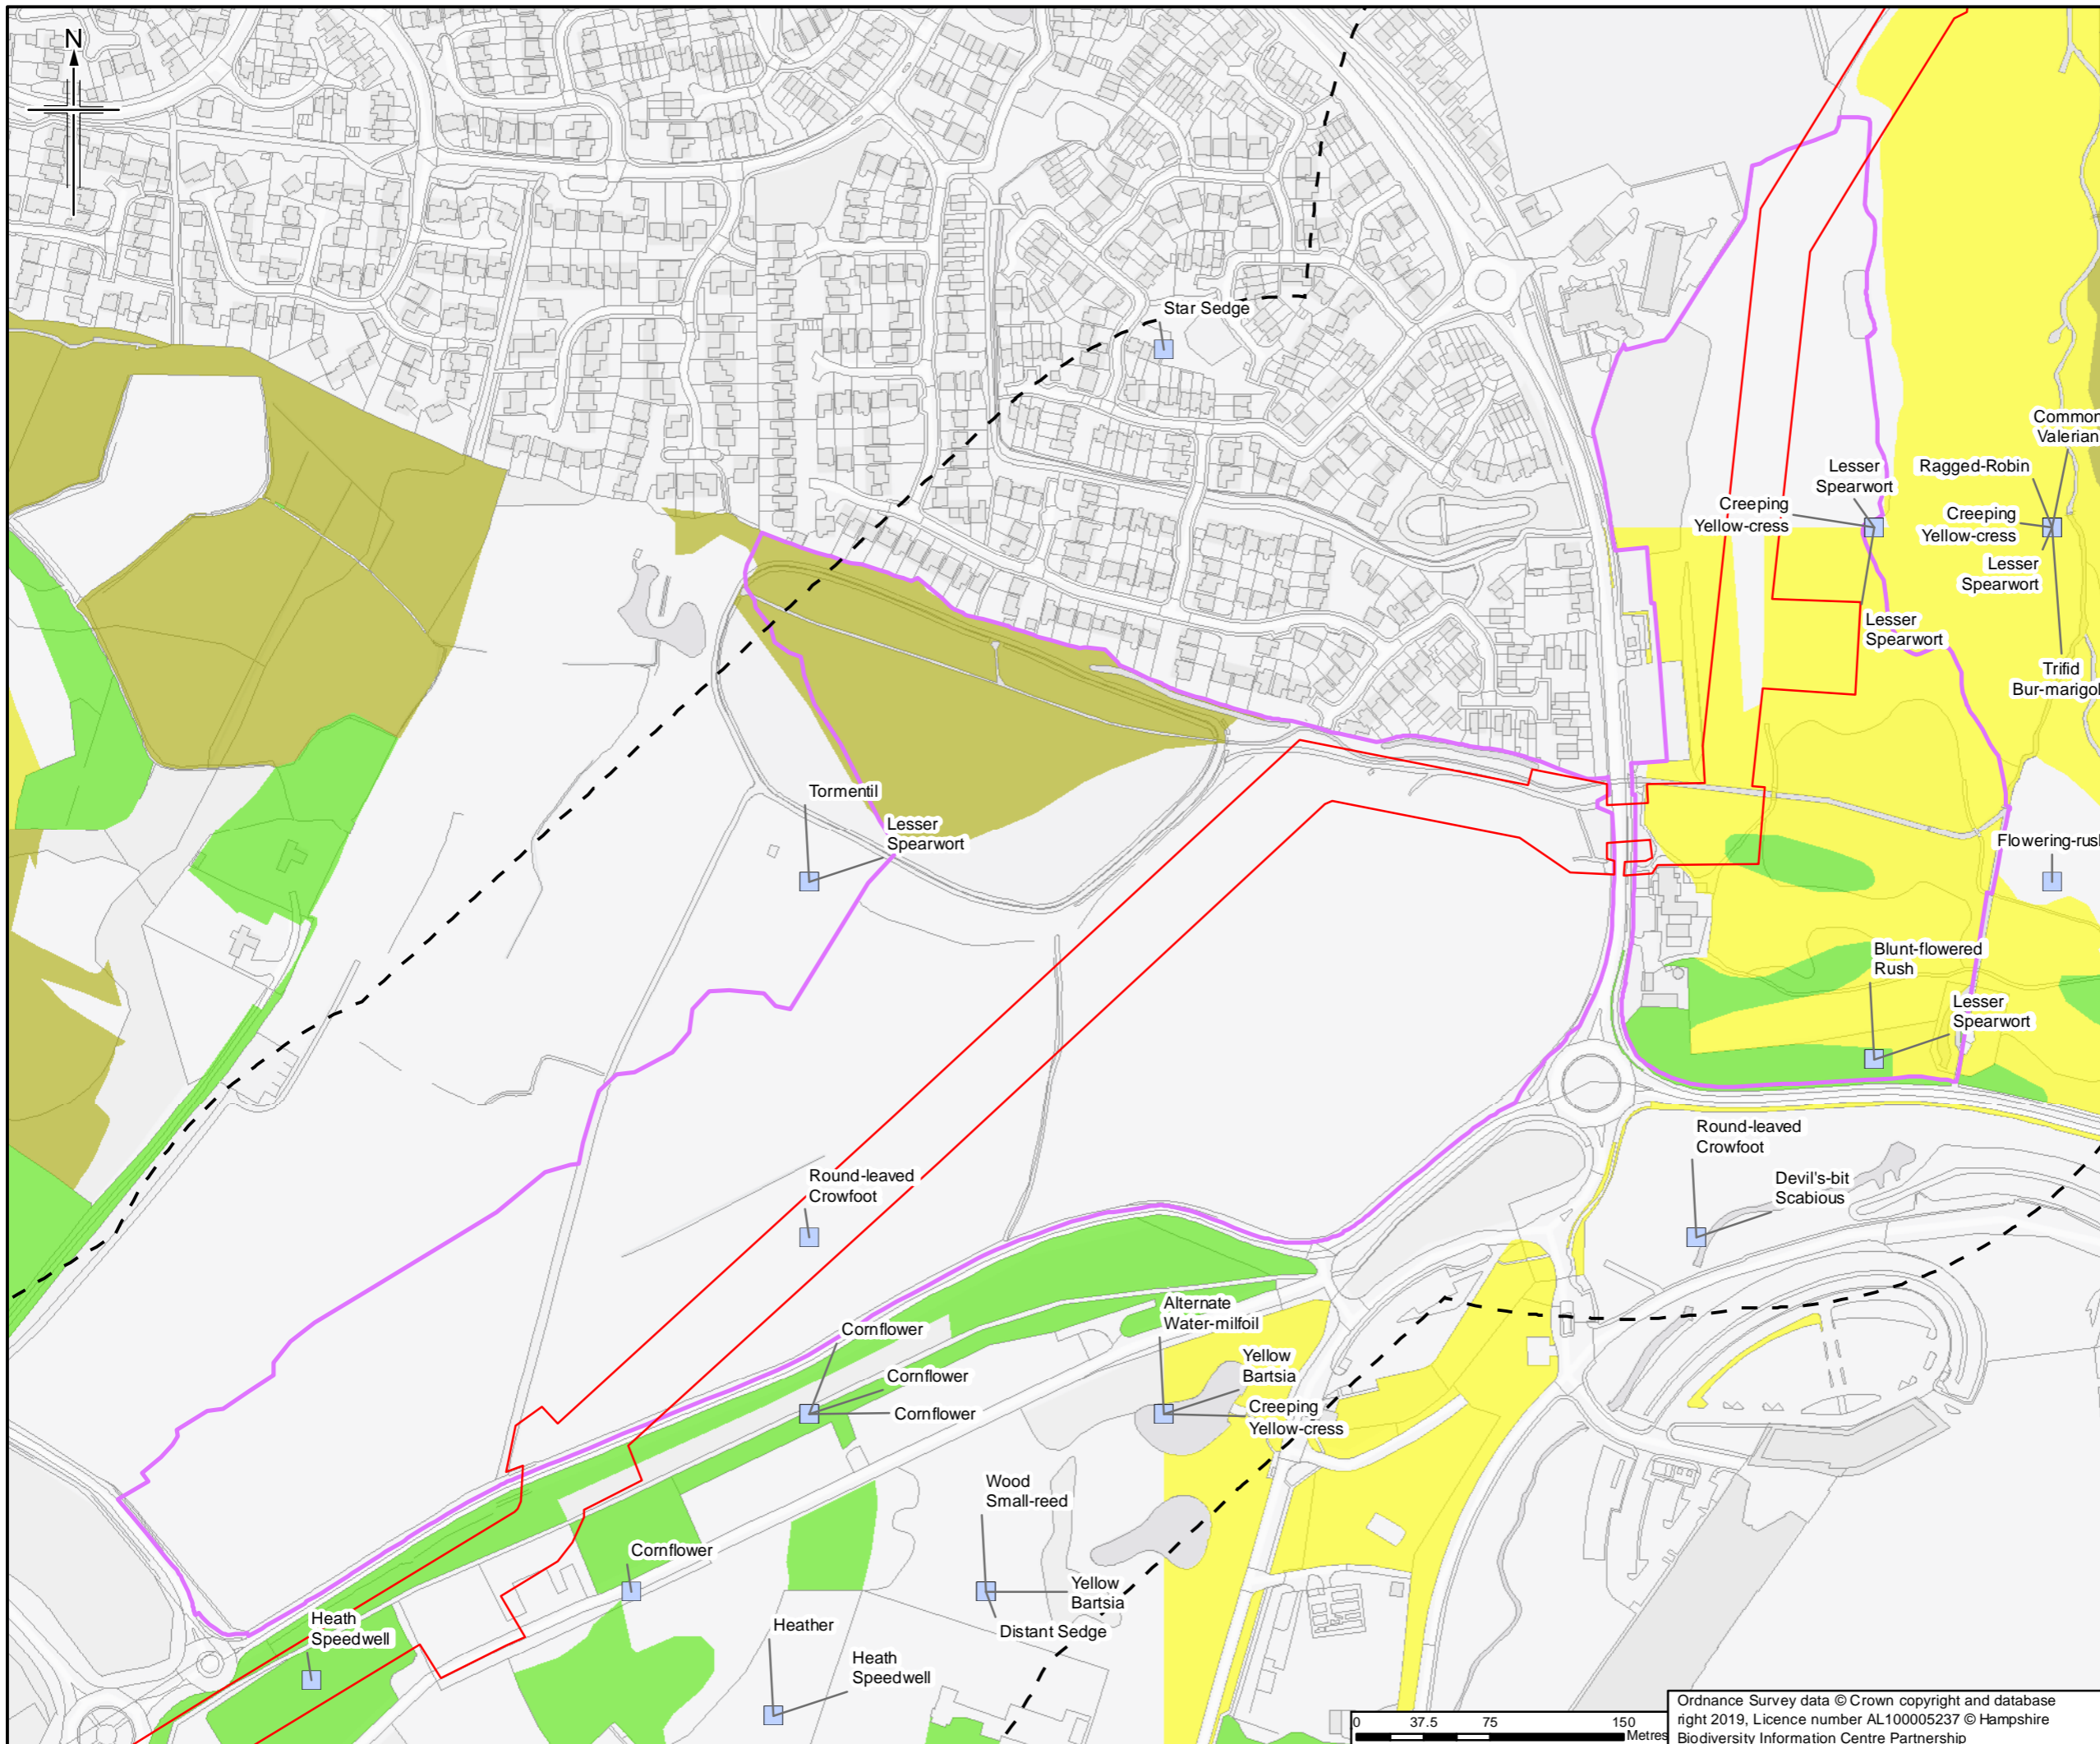 N
Star Sedge
Common
Valerian
Lesser
Spearwort
Ragged-Robin
Creeping
Yellow-cress
Creeping
Yellow-cress
Lesser
Spearwort
Lesser
Spearwort
Trifid
Bur-marigol
Tormentil
Lesser
Spearwort
Flowering-rush
Blunt-flowered
Rush
Lesser
Spearwort
Round-leaved
Crowfoot
Devil's-bit
Scabious
Round-leaved
Crowfoot
Alternate
Water-milfoil
Cornflower
Yellow
Bartsia
Cornflower
Cornflower
Creeping
Yellow-cress
Wood
Small-reed
Cornflower
Yellow
Bartsia
Distant Sedge
Heath
Speedwell
Heather
Heath
Speedwell
0 37.5 75 150
Metres
Ordnance Survey data © Crown copyright and database
right 2019, Licence number AL100005237 © Hampshire
Biodiversity Information Centre Partnership